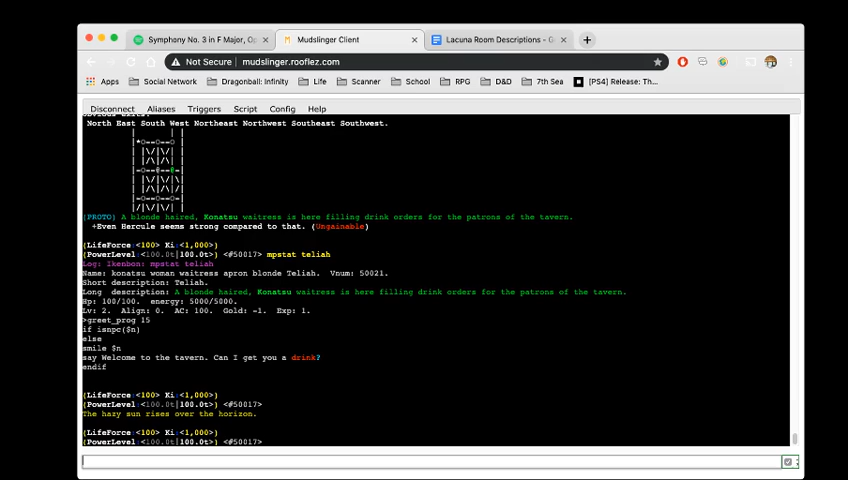 Symphony No. 3 in F Major, Op
Mudslinger Client
Lacuna Room Descriptions - G
Not Secure | mudslinger.rooflez.com
Apps
Social Network
Dragonball: Infinity
Life
Scanner
School
RPG
D&D
7th Sea
[PS4] Release: Th...
Disconnect
Aliases
Triggers
Script
Config
Help
Obvious exits:
North East South West Northeast Northwest Southeast Southwest.
[PROTO] A blonde haired, Konatsu waitress is here filling drink orders for the patrons of the tavern.
+Even Hercule seems strong compared to that. (Ungainable)
(LifeForce:<100> Ki:<1,000>)
(PowerLevel:<100.0t|100.0t> <#50017> mpstat teliah
Log: Ikenbon: mpstat teliah
Name: konatsu woman waitress apron blonde Teliah. Vnum: 50021.
Short description: Teliah.
Long description: A blonde haired, Konatsu waitress is here filling drink orders for the patrons of the tavern.
Hp: 100/100. energy: 5000/5000.
Lv: 2. Align: 0. AC: 100. Gold: -1. Exp: 1.
>greet_prog 15
if isnpc($n)
else
smile $n
say Welcome to the tavern. Can I get you a drink?
endif
(LifeForce:<100> Ki:<1,000>)
(PowerLevel:<100.0t|100.0t> <#50017>
The hazy sun rises over the horizon.
(LifeForce:<100> Ki:<1,000>)
(PowerLevel:<100.0t|100.0t> <#50017>